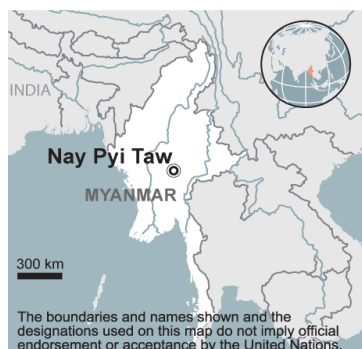 INDIA
Nay Pyi Taw
MYANMAR
300 km
The boundaries and names shown and the
designations used on this map do not imply official
endorsement or acceptance by the United Nations.